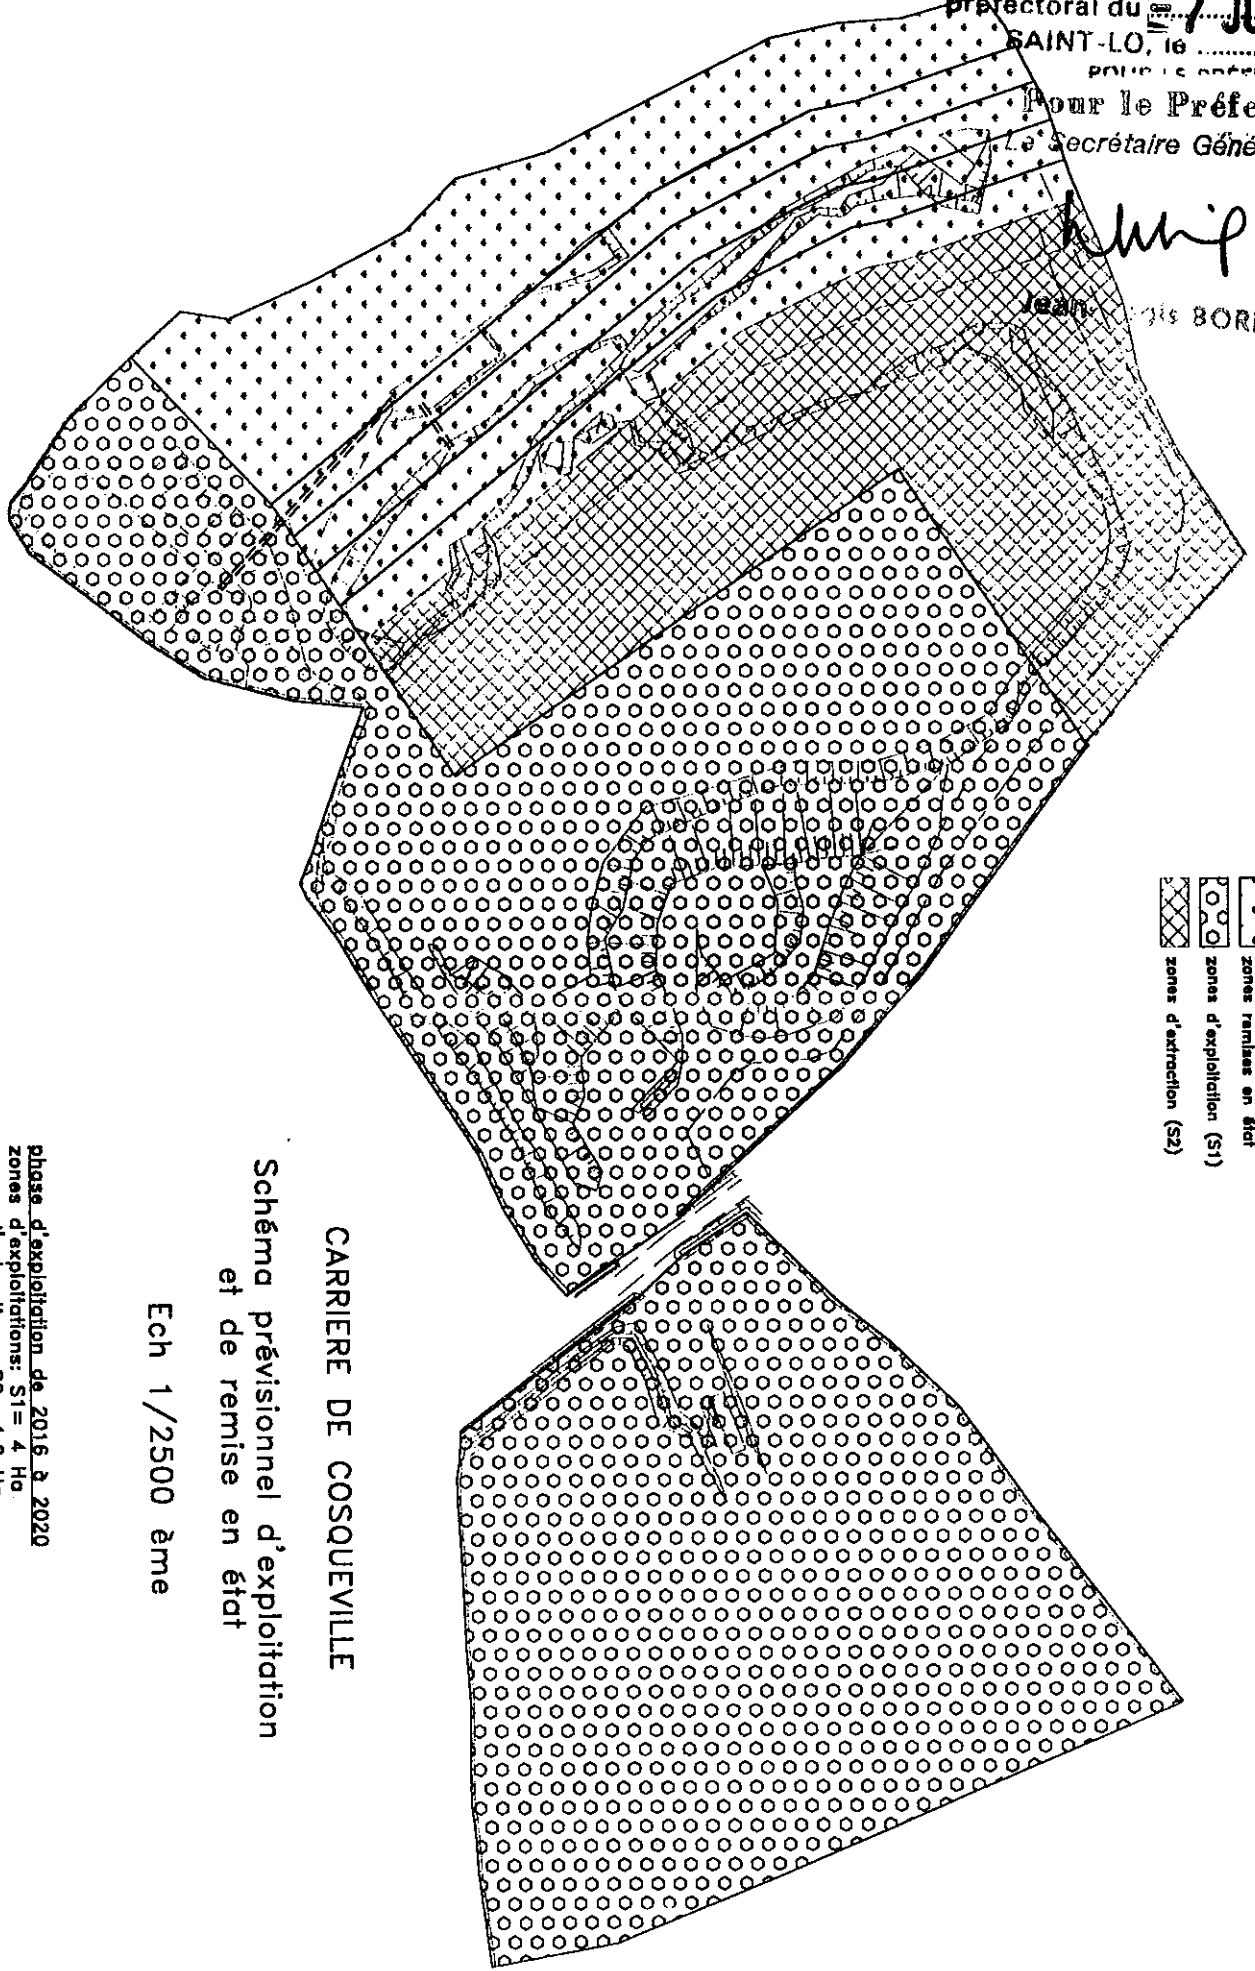 préfectoral du
SAINT-LO, le
Pour le Préfe
Le Secrétaire Géné
Jean
BOR
zones remises en état
zones d'exploitation (S1)
zones d'extraction (S2)
CARRIERE DE COSQUEVILLE
Schéma prévisionnel d'exploitation
et de remise en état
Ech 1/2500 ème
phase d'exploitation de 2016 à 2020
zones d'exploitations: S1= 4 Ha